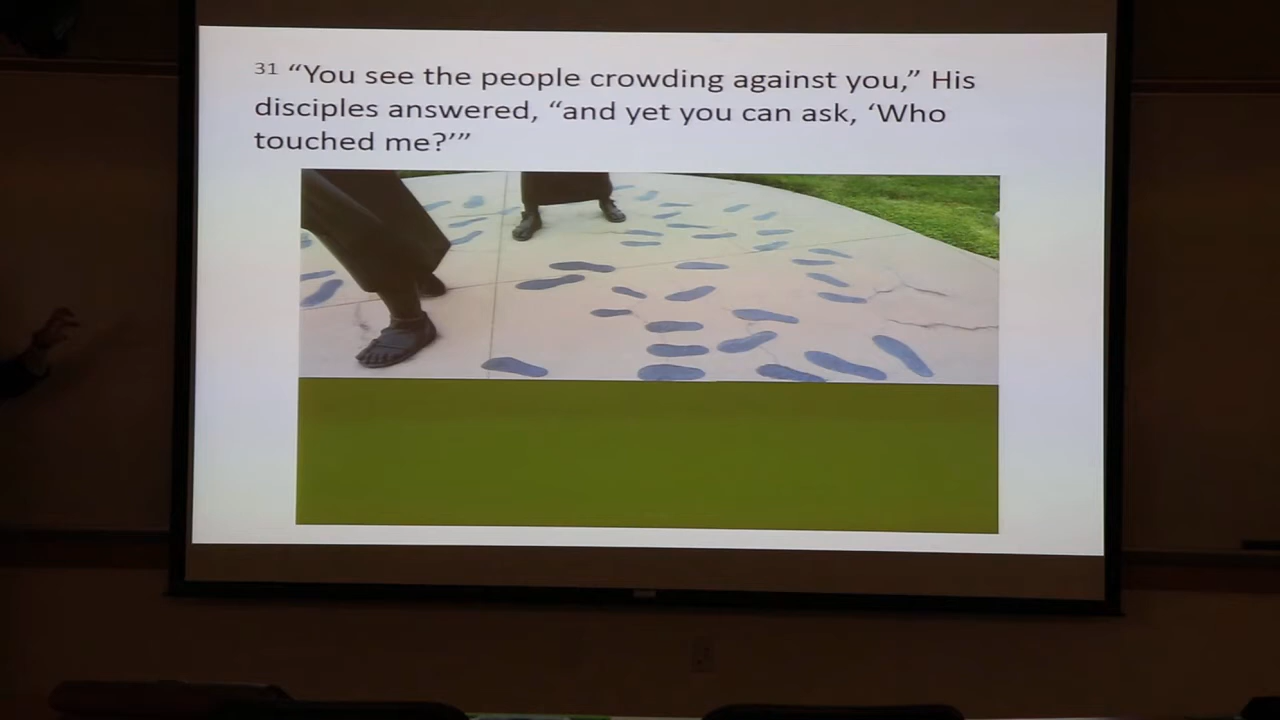 31 “You see the people crowding against you,” His
disciples answered, “and yet you can ask, ‘Who
touched me?’”